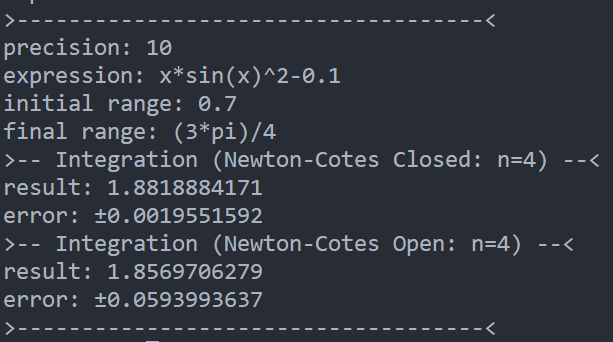 >------------------------------------<
precision: 10
expression: x*sin(x)^2-0.1
initial range: 0.7
final range: (3*pi)/4
>-- Integration (Newton-Cotes Closed: n=4) --<
result: 1.8818884171
error: ±0.0019551592
>-- Integration (Newton-Cotes Open: n=4) --<
result: 1.8569706279
error: ±0.0593993637
>------------------------------------<